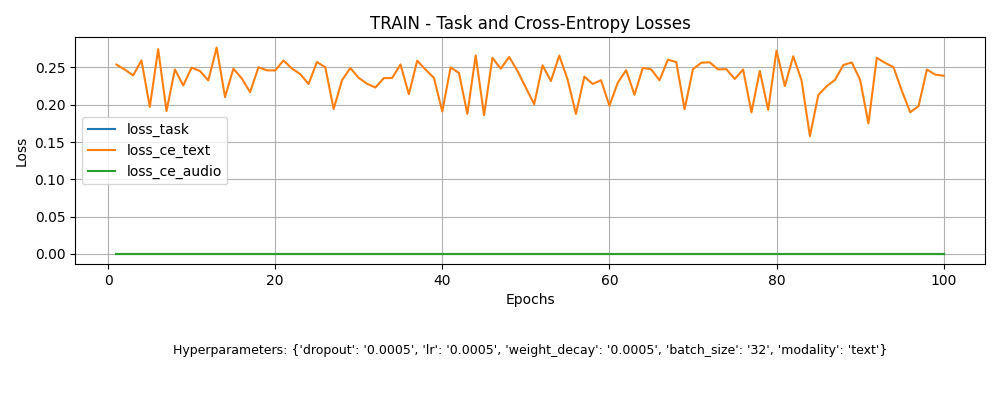 TRAIN - Task and Cross-Entropy Losses
Loss
0.25
0.20
0.15
0.10
0.05
0.00
loss_task
loss_ce_text
loss_ce_audio
0 20 40 60 80 100
Epochs
Hyperparameters: {'dropout': '0.0005', 'lr': '0.0005', 'weight_decay': '0.0005', 'batch_size': '32', 'modality': 'text'}